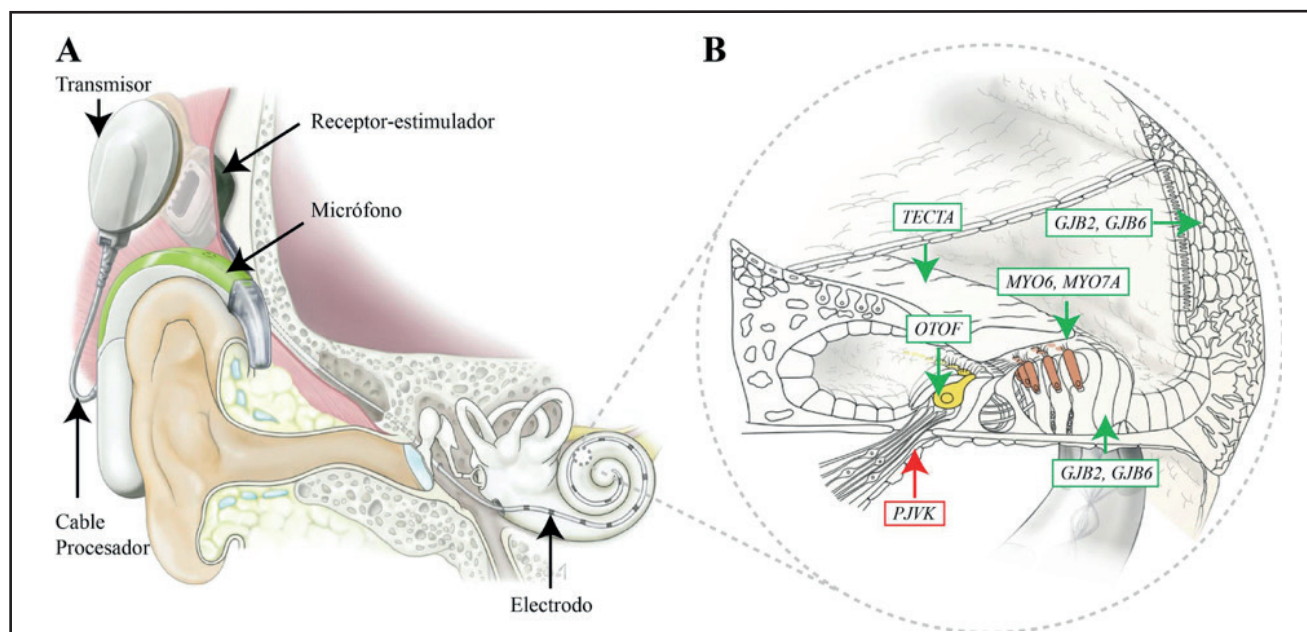 A
Transmisor
Receptor-estimulador
Micrófono
Cable
Procesador
Electrodo
B
TECTA
GJB2, GJB6
MYO6, MYO7A
OTOF
GJB2, GJB6
PJVK